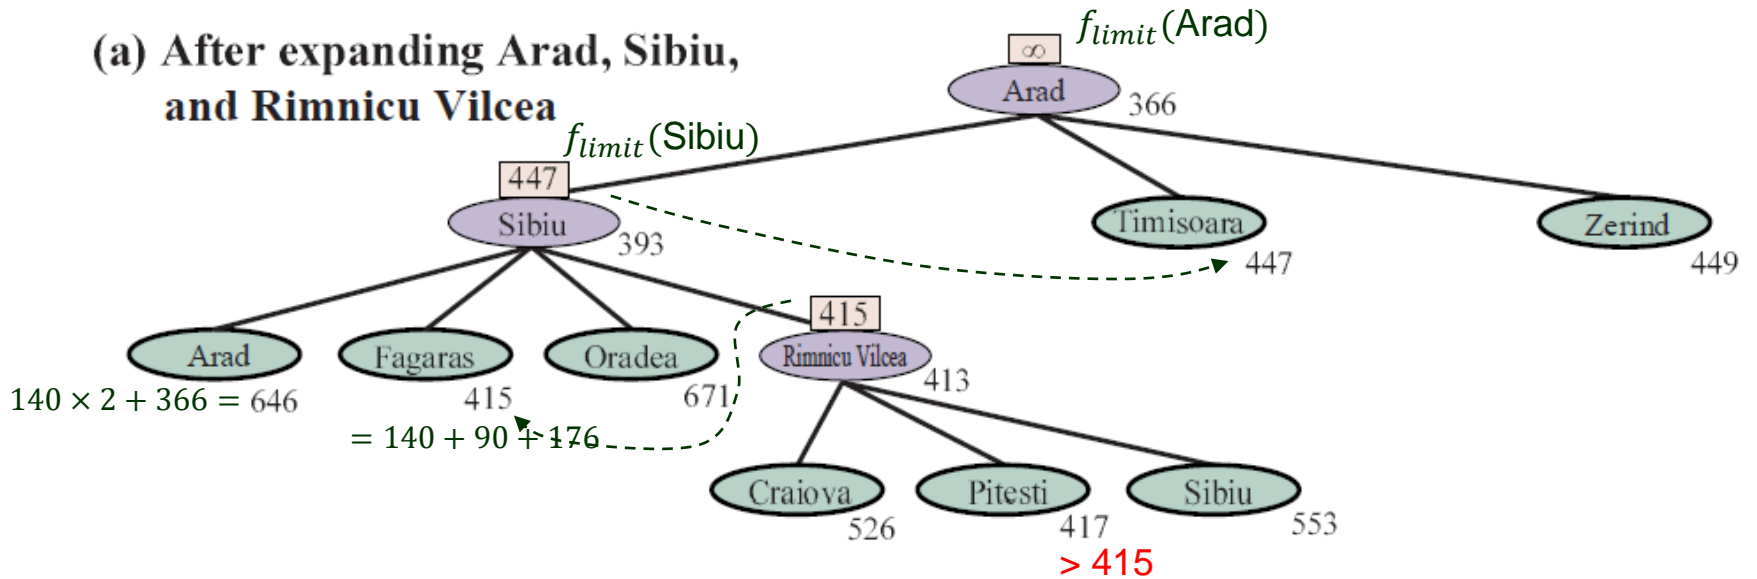 f_limit(Arad)
(a) After expanding Arad, Sibiu,
and Rimnicu Vilcea
∞
Arad
366
f_limit(Sibiu)
447
Sibiu
393
Timisoara
447
Zerind
449
415
Arad
Fagaras
Oradea
Rimnicu Vilcea
140 × 2 + 366 = 646
415
671
413
= 140 + 90 + 176
Craiova
Pitesti
Sibiu
526
417
553
> 415